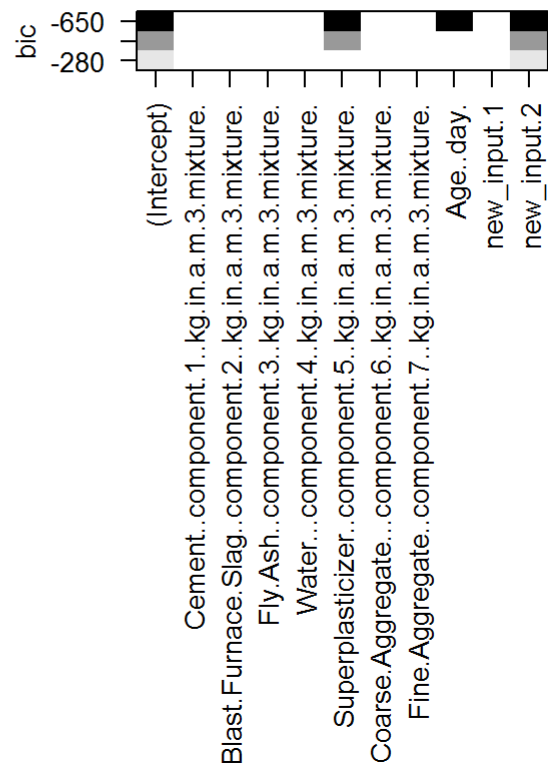 bic
-650
-280
(Intercept)
Cement..component.1..kg.in.a.m.3.mixture.
Blast.Furnace.Slag..component.2..kg.in.a.m.3.mixture.
Fly.Ash..component.3..kg.in.a.m.3.mixture.
Water...component.4..kg.in.a.m.3.mixture.
Superplasticizer..component.5..kg.in.a.m.3.mixture.
Coarse.Aggregate...component.6..kg.in.a.m.3.mixture.
Fine.Aggregate..component.7..kg.in.a.m.3.mixture.
Age..day.
new_input.1
new_input.2